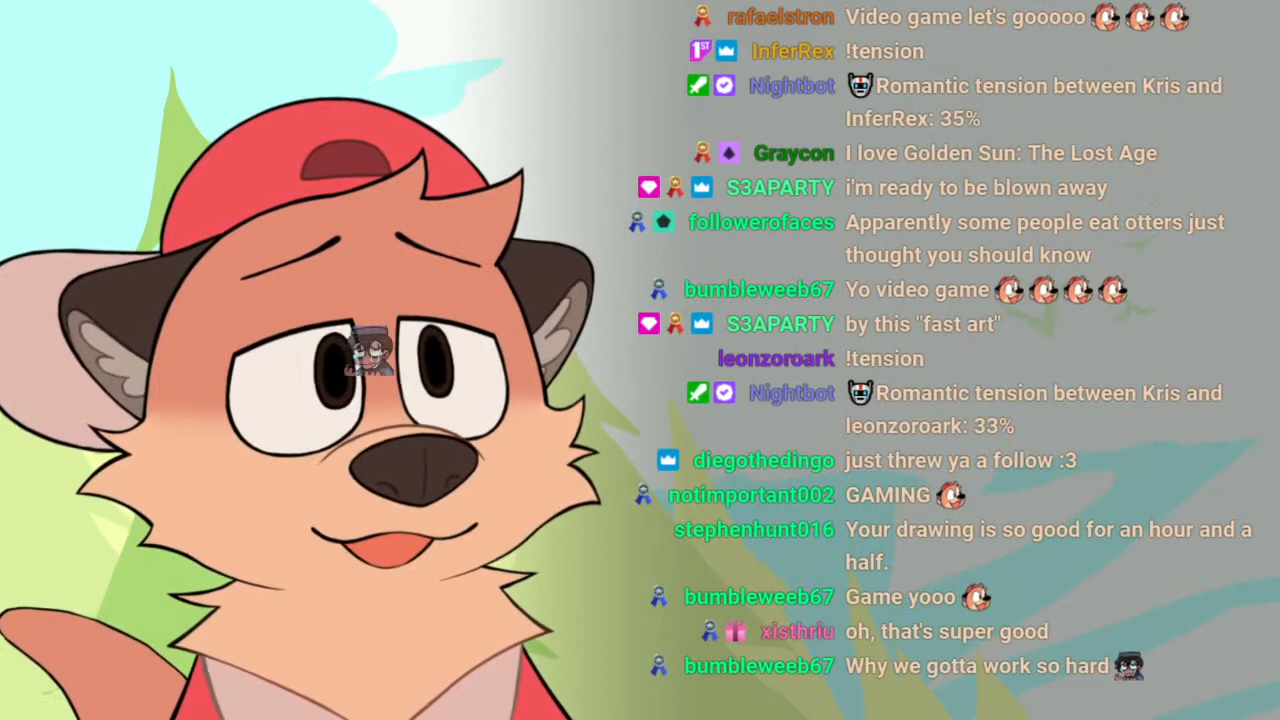 rafaelstron Video game let's gooooo
1ST InferRex !tension
Nightbot Romantic tension between Kris and
InferRex: 35%
Graycon I love Golden Sun: The Lost Age
S3APARTY i'm ready to be blown away
followerofaces Apparently some people eat otters just
thought you should know
bumbleweeb67 Yo video game
S3APARTY by this "fast art"
leonzoroark !tension
Nightbot Romantic tension between Kris and
leonzoroark: 33%
diegothedingo just threw ya a follow :3
notimportant002 GAMING
stephenhunt016 Your drawing is so good for an hour and a
half.
bumbleweeb67 Game yooo
xisthriu oh, that's super good
bumbleweeb67 Why we gotta work so hard